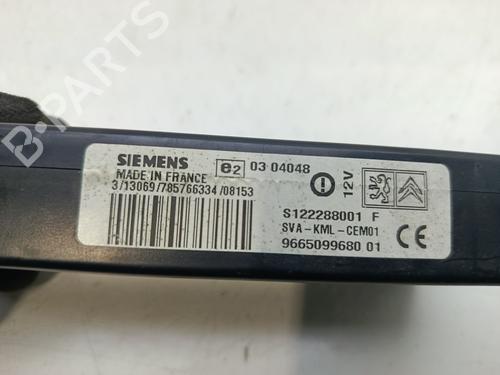 SIEMENS
MADE IN FRANCE
e2 03 04048
3/13069/785766334/08153
12V
S122288001 F
SVA-KML-CEM01
9665099680 01
CE
B-PARTS